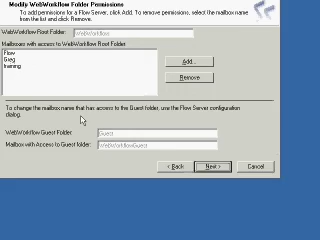 Modify WebWorkflow Folder Permissions
To add permissions for a Flow Server, click Add. To remove permissions, select the mailbox name
from the list and click Remove.
WebWorkflow Root Folder: WebWorkflow
Mailboxes with access to WebWorkflow Root Folder:
Flow
Greg
training
Add...
Remove
To change the mailbox name that has access to the Guest folder, use the Flow Server configuration
dialog.
WebWorkflow Guest Folder: Guest
Mailbox with Access to Guest folder: WebWorkflowGuest
< Back Next > Cancel